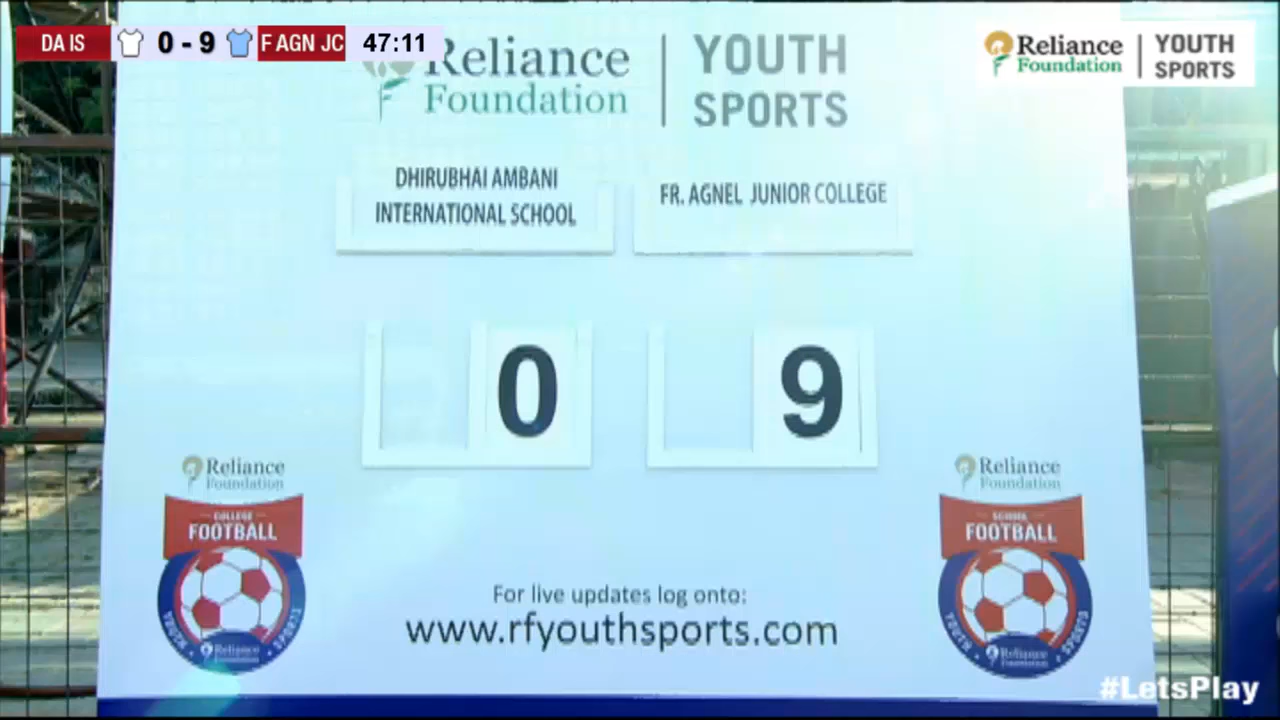 DA IS 0 - 9 F AGN JC 47:11
Reliance
Foundation
YOUTH
SPORTS
Reliance
Foundation
YOUTH
SPORTS
DHIRUBHAI AMBANI
INTERNATIONAL SCHOOL
FR. AGNEL JUNIOR COLLEGE
0
9
Reliance
Foundation
COLLEGE
FOOTBALL
YOUTH SPORTS
Reliance
Foundation
Reliance
Foundation
SCHOOL
FOOTBALL
YOUTH SPORTS
Reliance
Foundation
For live updates log onto:
www.rfyouthsports.com
#LetsPlay